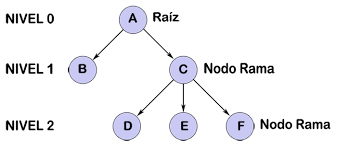 NIVEL 0 A Raíz
NIVEL 1 B C Nodo Rama
NIVEL 2 D E F Nodo Rama